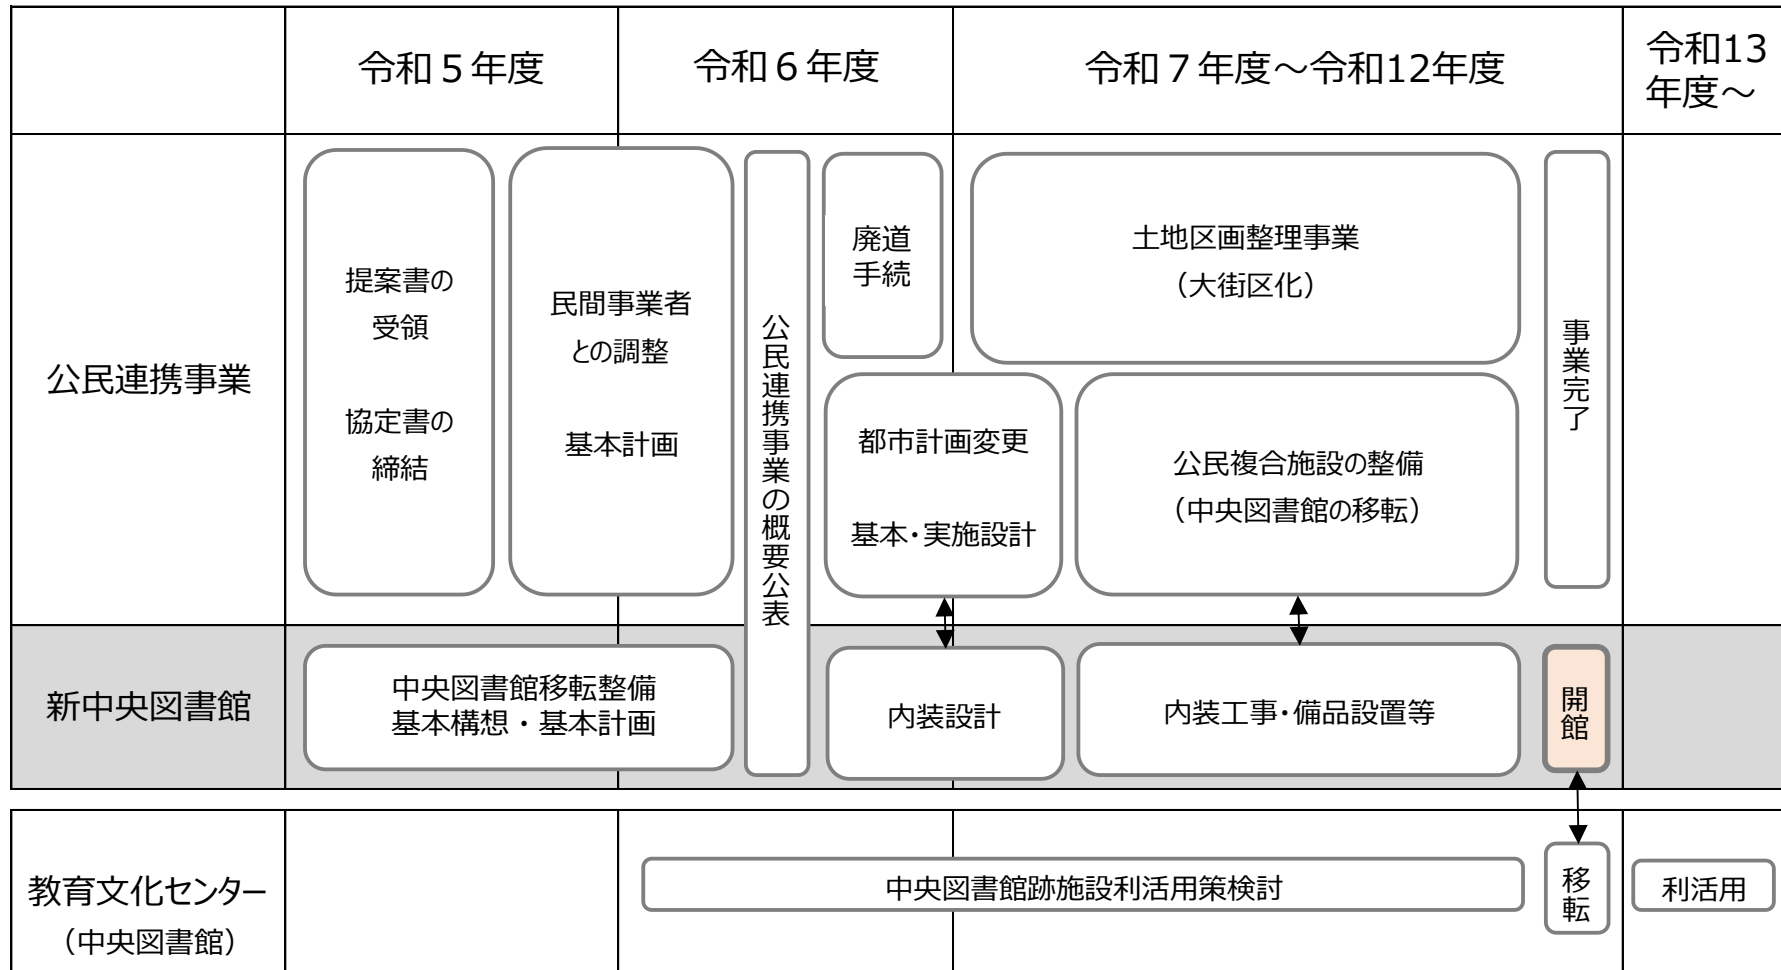 令和５年度
令和６年度
令和７年度～令和12年度
令和13
年度～
公民連携事業
提案書の
受領
協定書の
締結
民間事業者
との調整
基本計画
公民連携事業の概要公表
廃道
手続
都市計画変更
基本･実施設計
土地区画整理事業
（大街区化）
公民複合施設の整備
（中央図書館の移転）
事業完了
新中央図書館
中央図書館移転整備
基本構想・基本計画
内装設計
内装工事･備品設置等
開館
教育文化センター
（中央図書館）
中央図書館跡施設利活用策検討
移転
利活用